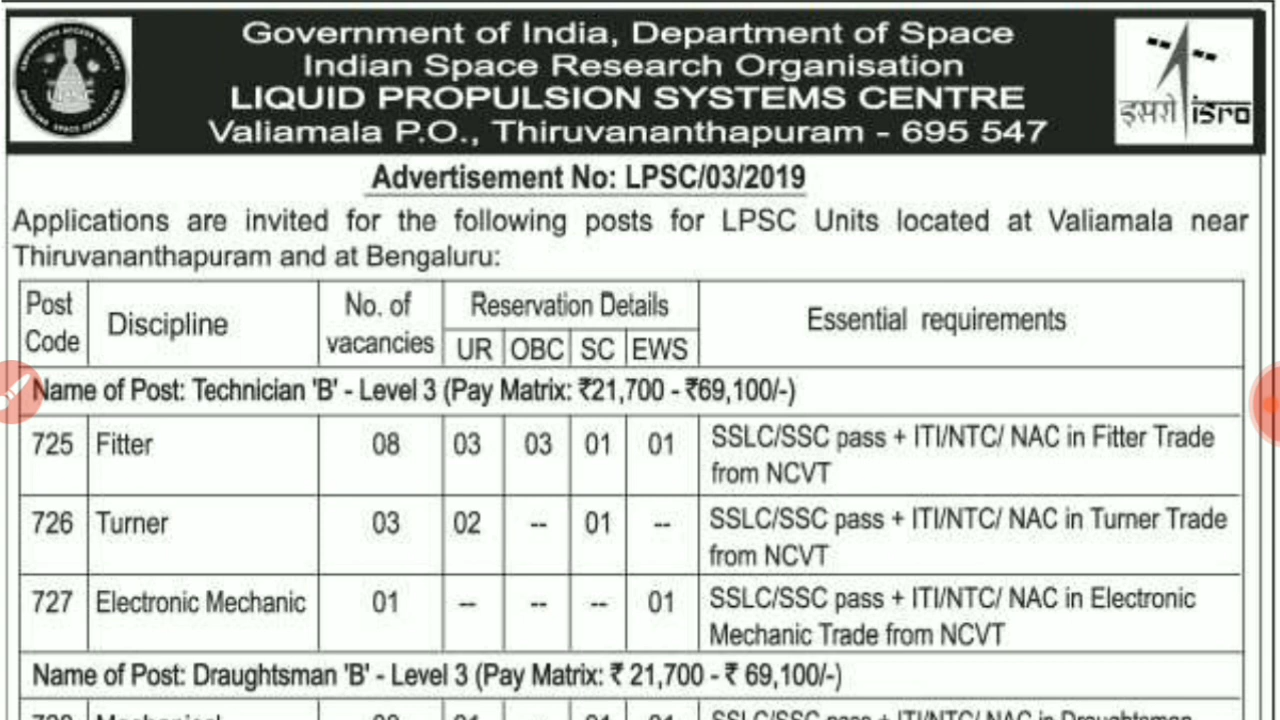 Government of India, Department of Space
Indian Space Research Organisation
LIQUID PROPULSION SYSTEMS CENTRE
Valiamala P.O., Thiruvananthapuram - 695 547
LPSC
इसरो isro
Advertisement No: LPSC/03/2019
Applications are invited for the following posts for LPSC Units located at Valiamala near
Thiruvananthapuram and at Bengaluru:
Post Code Discipline No. of vacancies Reservation Details Essential requirements
UR OBC SC EWS
Name of Post: Technician 'B' - Level 3 (Pay Matrix: ₹21,700 - ₹69,100/-)
725 Fitter 08 03 03 01 01 SSLC/SSC pass + ITI/NTC/ NAC in Fitter Trade
from NCVT
726 Turner 03 02 -- 01 -- SSLC/SSC pass + ITI/NTC/ NAC in Turner Trade
from NCVT
727 Electronic Mechanic 01 -- -- -- 01 SSLC/SSC pass + ITI/NTC/ NAC in Electronic
Mechanic Trade from NCVT
Name of Post: Draughtsman 'B' - Level 3 (Pay Matrix: ₹ 21,700 - ₹ 69,100/-)